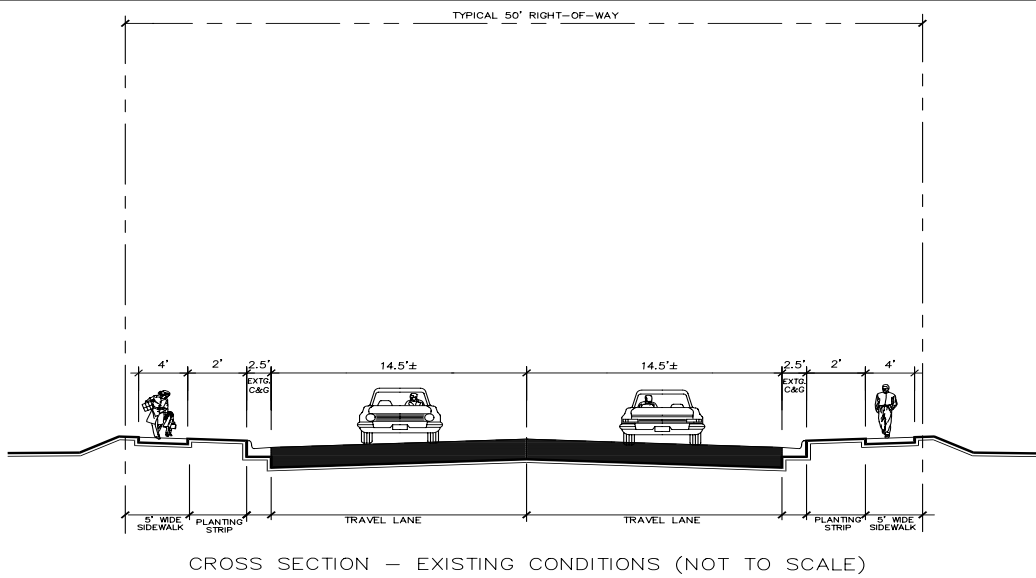 TYPICAL 50' RIGHT-OF-WAY
4' 2' 2.5' 14.5'± 14.5'± 2.5' 2' 4'
EXTG. EXTG.
C&G C&G
5' WIDE PLANTING TRAVEL LANE TRAVEL LANE PLANTING 5' WIDE
SIDEWALK STRIP STRIP SIDEWALK
CROSS SECTION – EXISTING CONDITIONS (NOT TO SCALE)